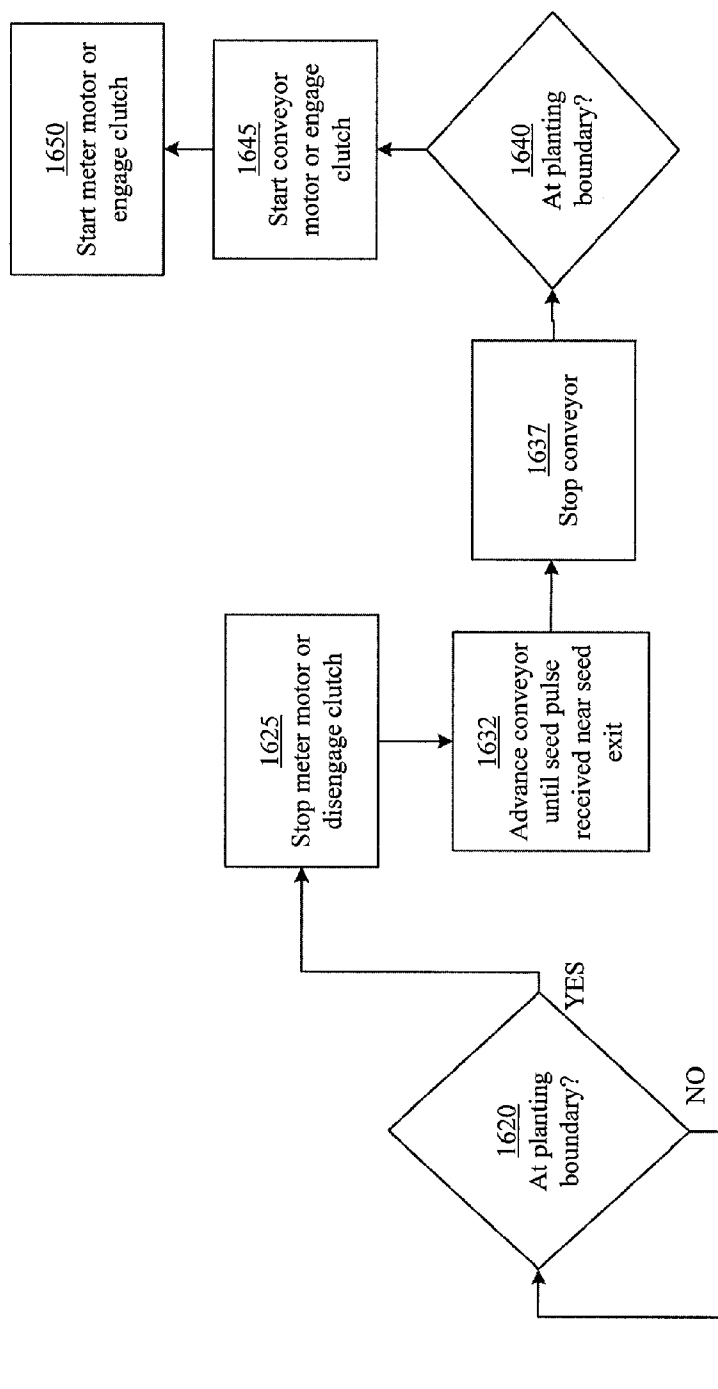 1620
At planting
boundary?
YES
NO
1625
Stop meter motor or
disengage clutch
1632
Advance conveyor
until seed pulse
received near seed
exit
1637
Stop conveyor
1640
At planting
boundary?
1645
Start conveyor
motor or engage
clutch
1650
Start meter motor or
engage clutch